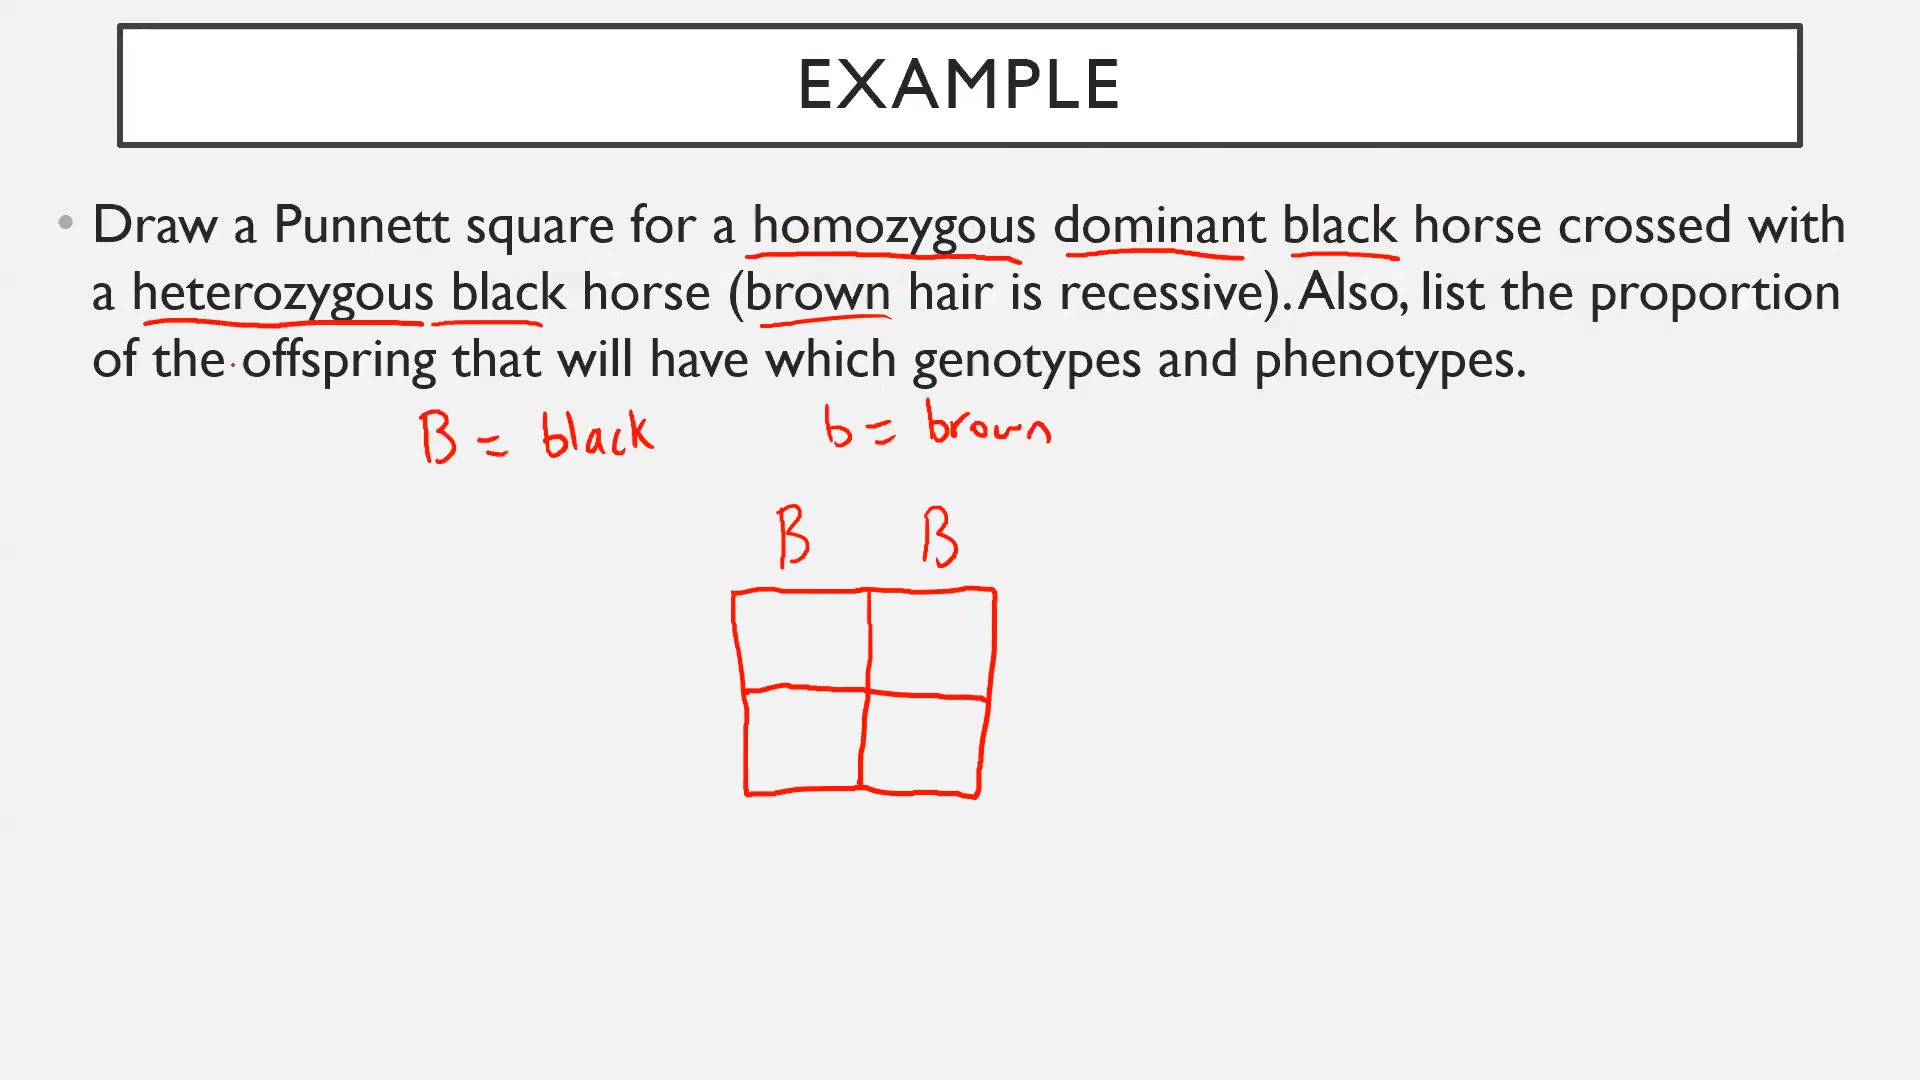 EXAMPLE
• Draw a Punnett square for a homozygous dominant black horse crossed with
a heterozygous black horse (brown hair is recessive). Also, list the proportion
of the offspring that will have which genotypes and phenotypes.
B = black b = brown
B B